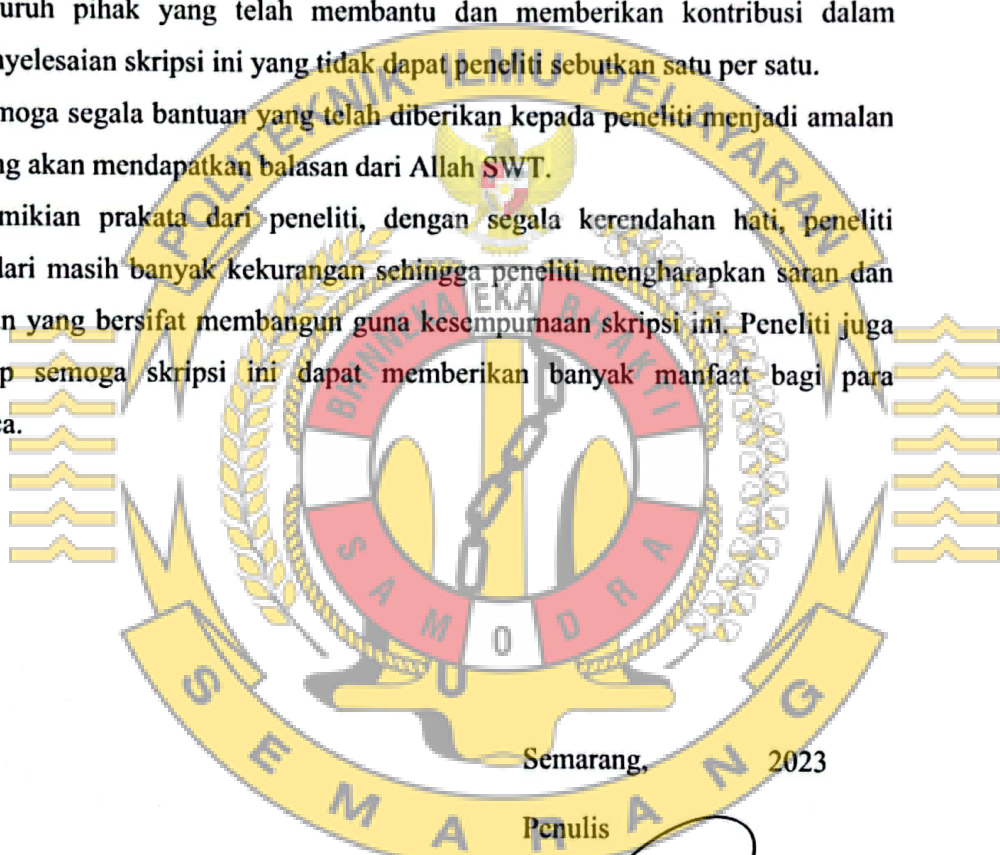 uruh pihak yang telah membantu dan memberikan kontribusi dalam
nyelesaian skripsi ini yang tidak dapat peneliti sebutkan satu per satu.
noga segala bantuan yang telah diberikan kepada peneliti menjadi amalan
ng akan mendapatkan balasan dari Allah SWT.
mikian prakata dari peneliti, dengan segala kerendahan hati, peneliti
dari masih banyak kekurangan sehingga peneliti mengharapkan saran dan
n yang bersifat membangun guna kesempurnaan skripsi ini. Peneliti juga
p semoga skripsi ini dapat memberikan banyak manfaat bagi para
ca.
POLITEKNIK ILMU PELAYARAN
BHINNEKA EKA BHAKTI
SAMODRA
SEMARANG
Semarang, 2023
Penulis